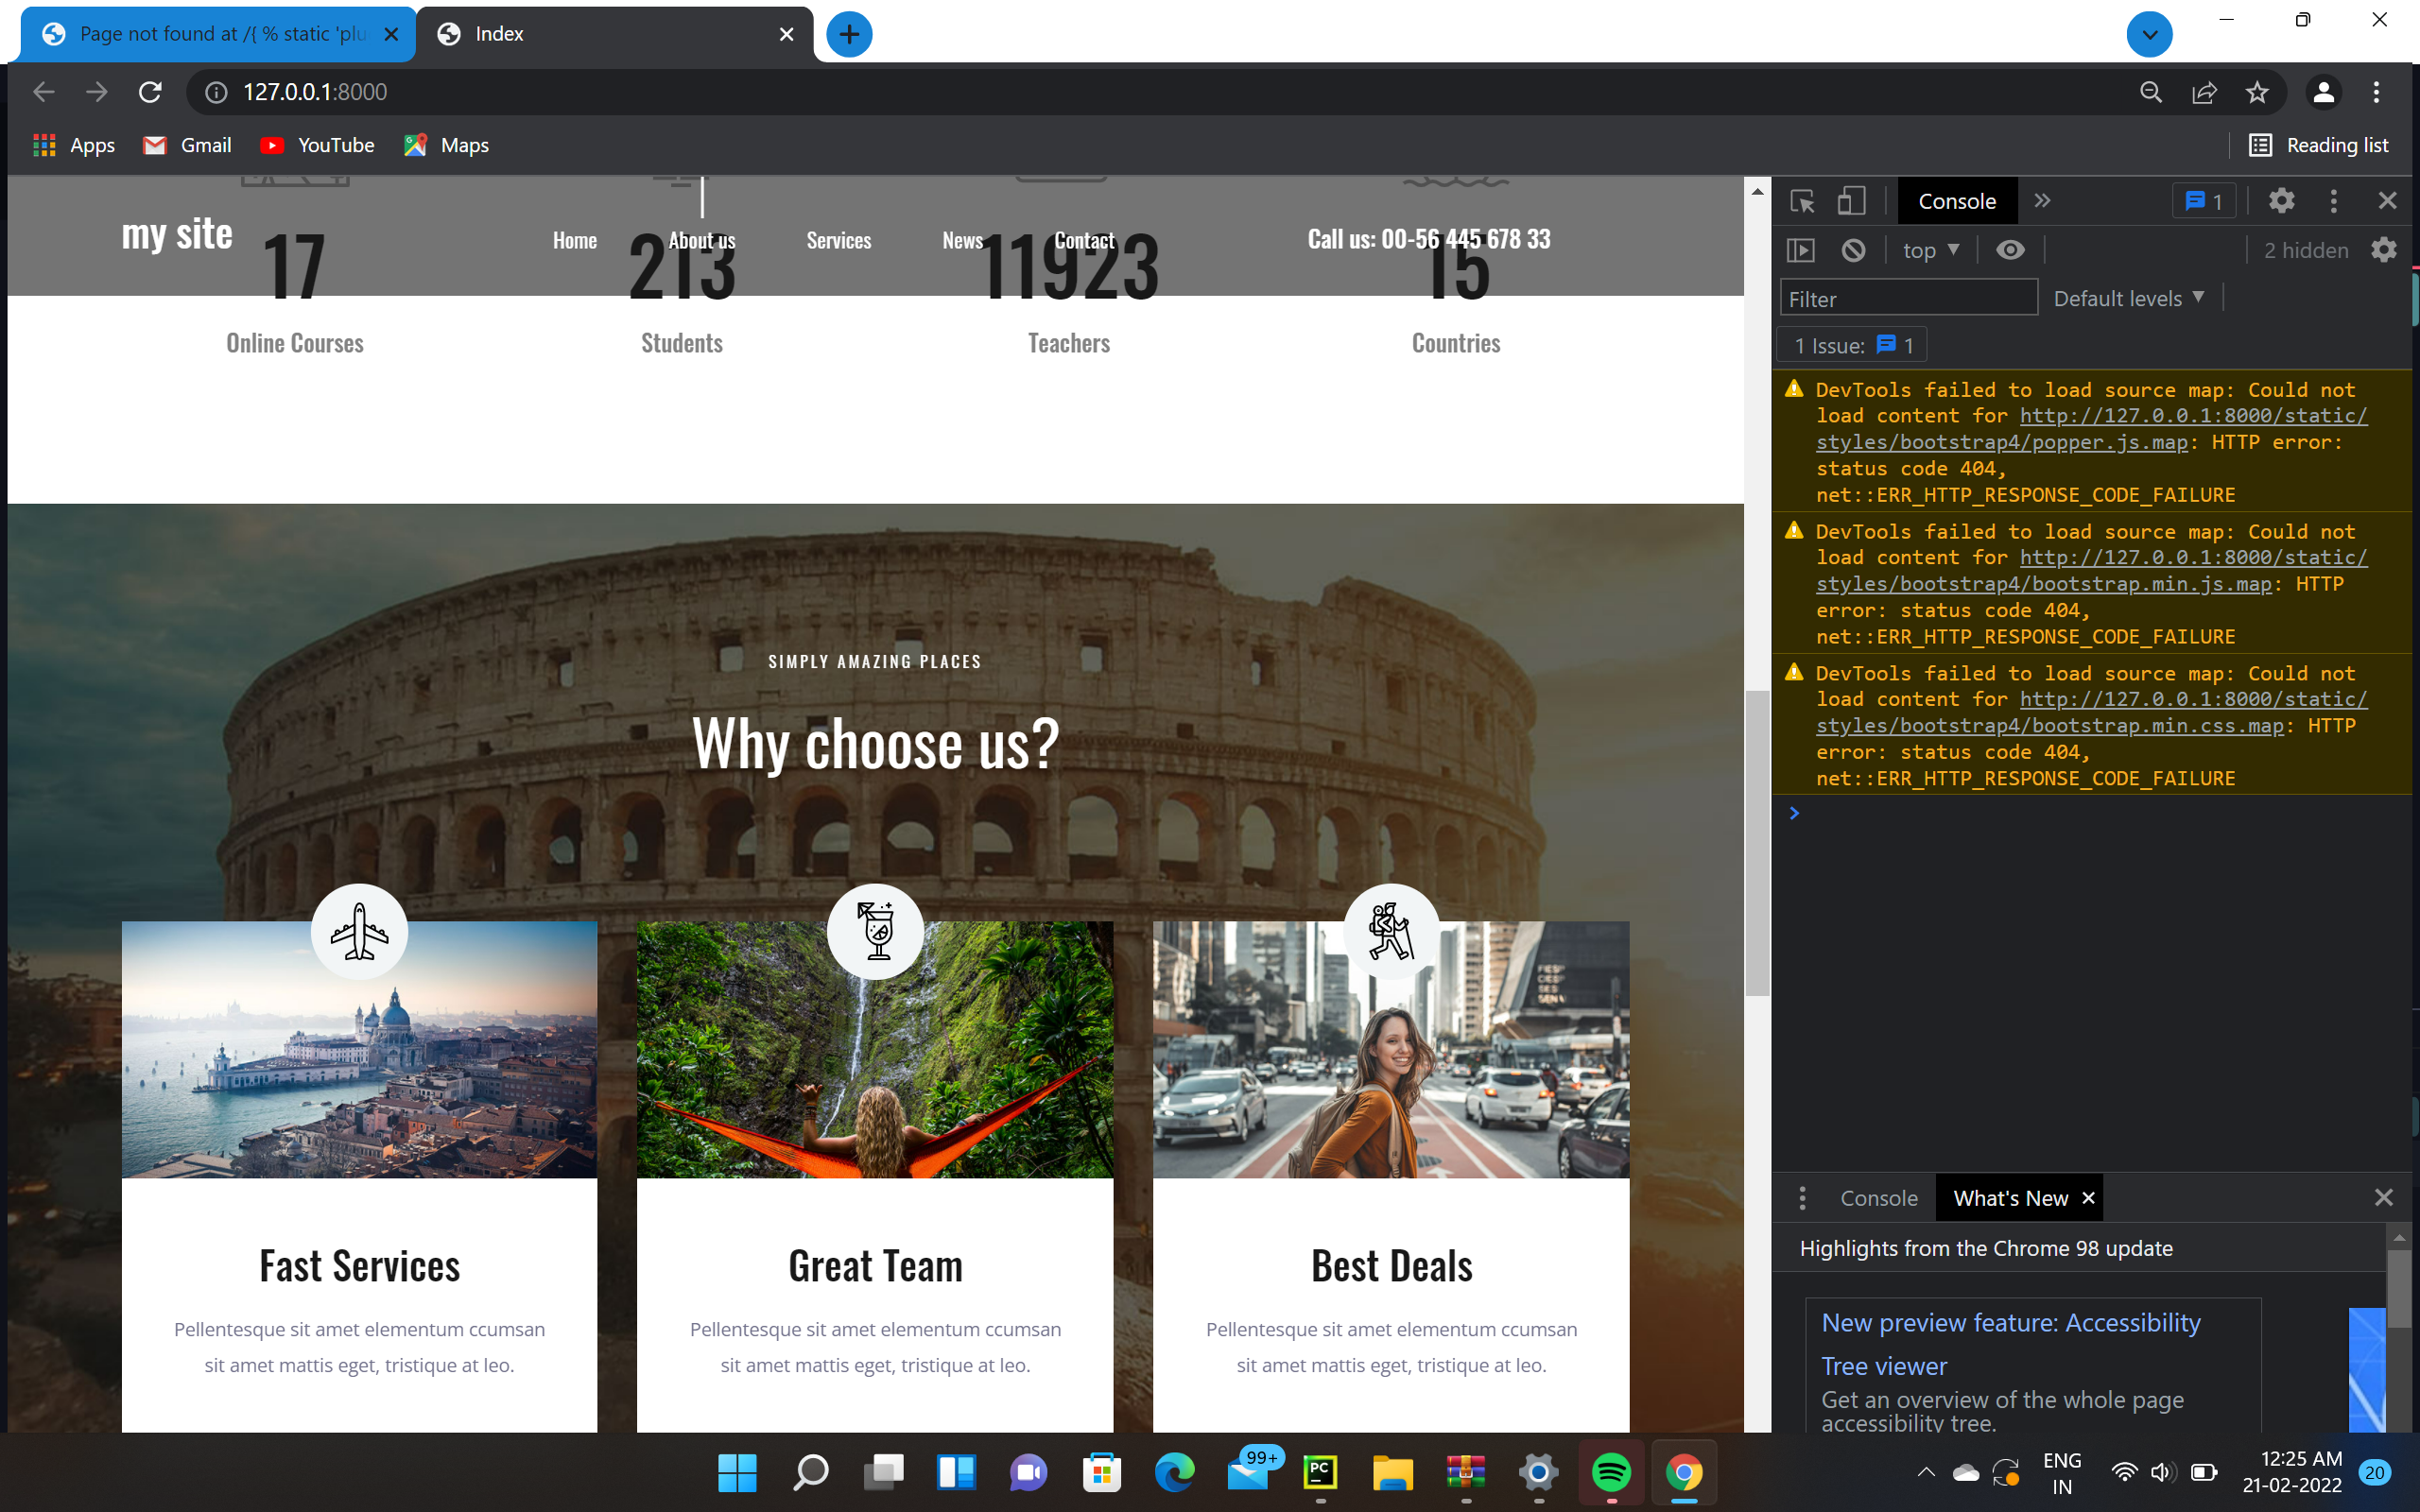 Page not found at /{ % static 'plu
Index
127.0.0.1:8000
Apps
Gmail
YouTube
Maps
Reading list
my site
Home
About us
Services
News
Contact
Call us: 00-56 445 678 33
17
213
11923
15
Online Courses
Students
Teachers
Countries
SIMPLY AMAZING PLACES
Why choose us?
Fast Services
Pellentesque sit amet elementum ccumsan
sit amet mattis eget, tristique at leo.
Great Team
Pellentesque sit amet elementum ccumsan
sit amet mattis eget, tristique at leo.
Best Deals
Pellentesque sit amet elementum ccumsan
sit amet mattis eget, tristique at leo.
Console
1
top
2 hidden
Filter
Default levels
1 Issue: 1
DevTools failed to load source map: Could not
load content for http://127.0.0.1:8000/static/
styles/bootstrap4/popper.js.map: HTTP error:
status code 404,
net::ERR_HTTP_RESPONSE_CODE_FAILURE
DevTools failed to load source map: Could not
load content for http://127.0.0.1:8000/static/
styles/bootstrap4/bootstrap.min.js.map: HTTP
error: status code 404,
net::ERR_HTTP_RESPONSE_CODE_FAILURE
DevTools failed to load source map: Could not
load content for http://127.0.0.1:8000/static/
styles/bootstrap4/bootstrap.min.css.map: HTTP
error: status code 404,
net::ERR_HTTP_RESPONSE_CODE_FAILURE
Console
What's New
Highlights from the Chrome 98 update
New preview feature: Accessibility
Tree viewer
Get an overview of the whole page
accessibility tree.
99+
PC
ENG
IN
12:25 AM
21-02-2022
20